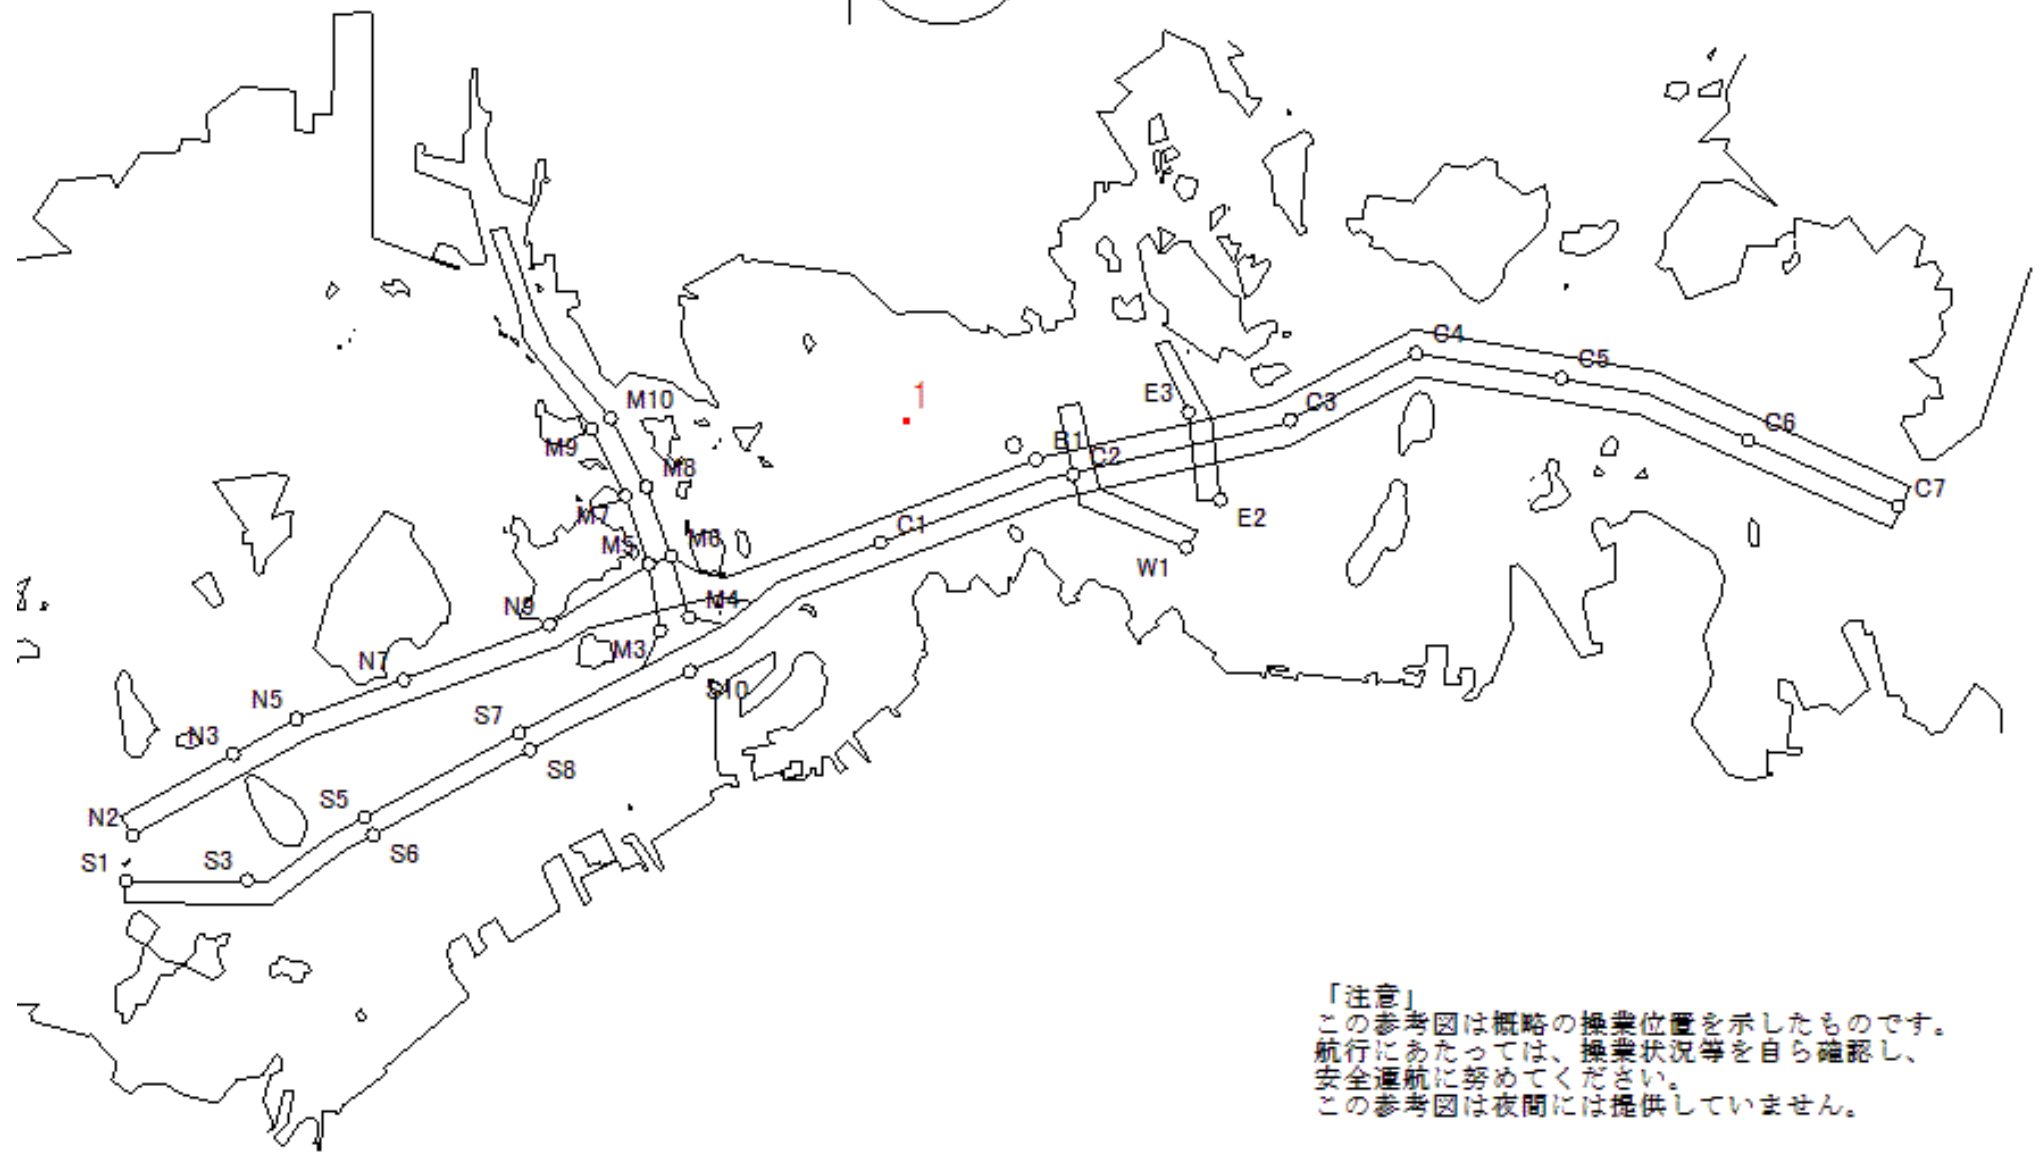 C4
C5
1
M10
E3
C3
C6
M9
B1
C2
M8
C7
M7
E2
C1
M5
M6
W1
N9
M4
M3
N7
S10
N5
S7
N3
S8
S5
N2
S6
S1
S3
「注意」
この参考図は概略の操業位置を示したものです。
航行にあたっては、操業状況等を自ら確認し、
安全運航に努めてください。
この参考図は夜間には提供していません。